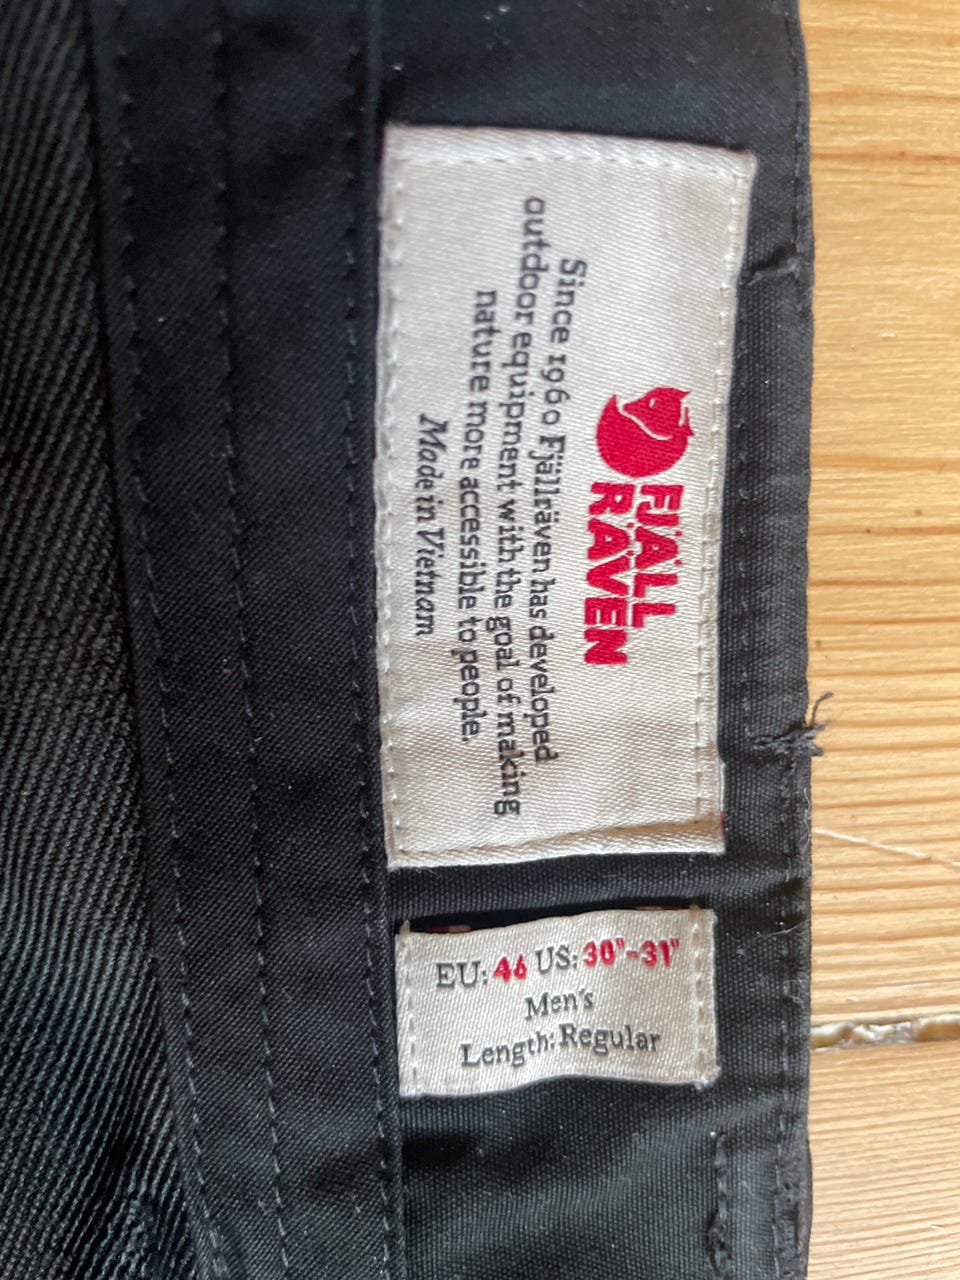 FJÄLL
RÄVEN
Since 1960 Fjällräven has developed
outdoor equipment with the goal of making
nature more accessible to people.
Made in Vietnam
EU: 46 US: 30"-31"
Men's
Length: Regular